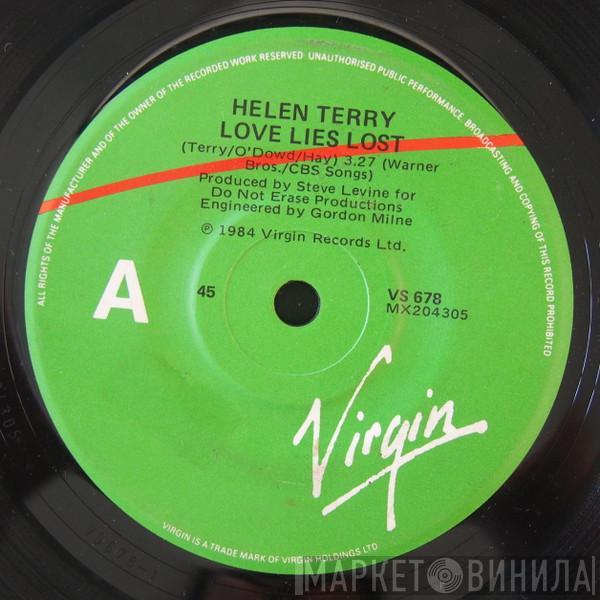 ALL RIGHTS OF THE MANUFACTURER AND OF THE OWNER OF THE RECORDED WORK RESERVED UNAUTHORISED PUBLIC PERFORMANCE BROADCASTING AND COPYING OF THIS RECORD PROHIBITED
HELEN TERRY
LOVE LIES LOST
(Terry/O'Dowd/Hay) 3.27 (Warner
Bros./CBS Songs)
Produced by Steve Levine for
Do Not Erase Productions
Engineered by Gordon Milne
℗ 1984 Virgin Records Ltd.
A
45
VS 678
MX204305
Virgin
VIRGIN IS A TRADE MARK OF VIRGIN HOLDINGS LTD
МАРКЕТ ВИНИЛА